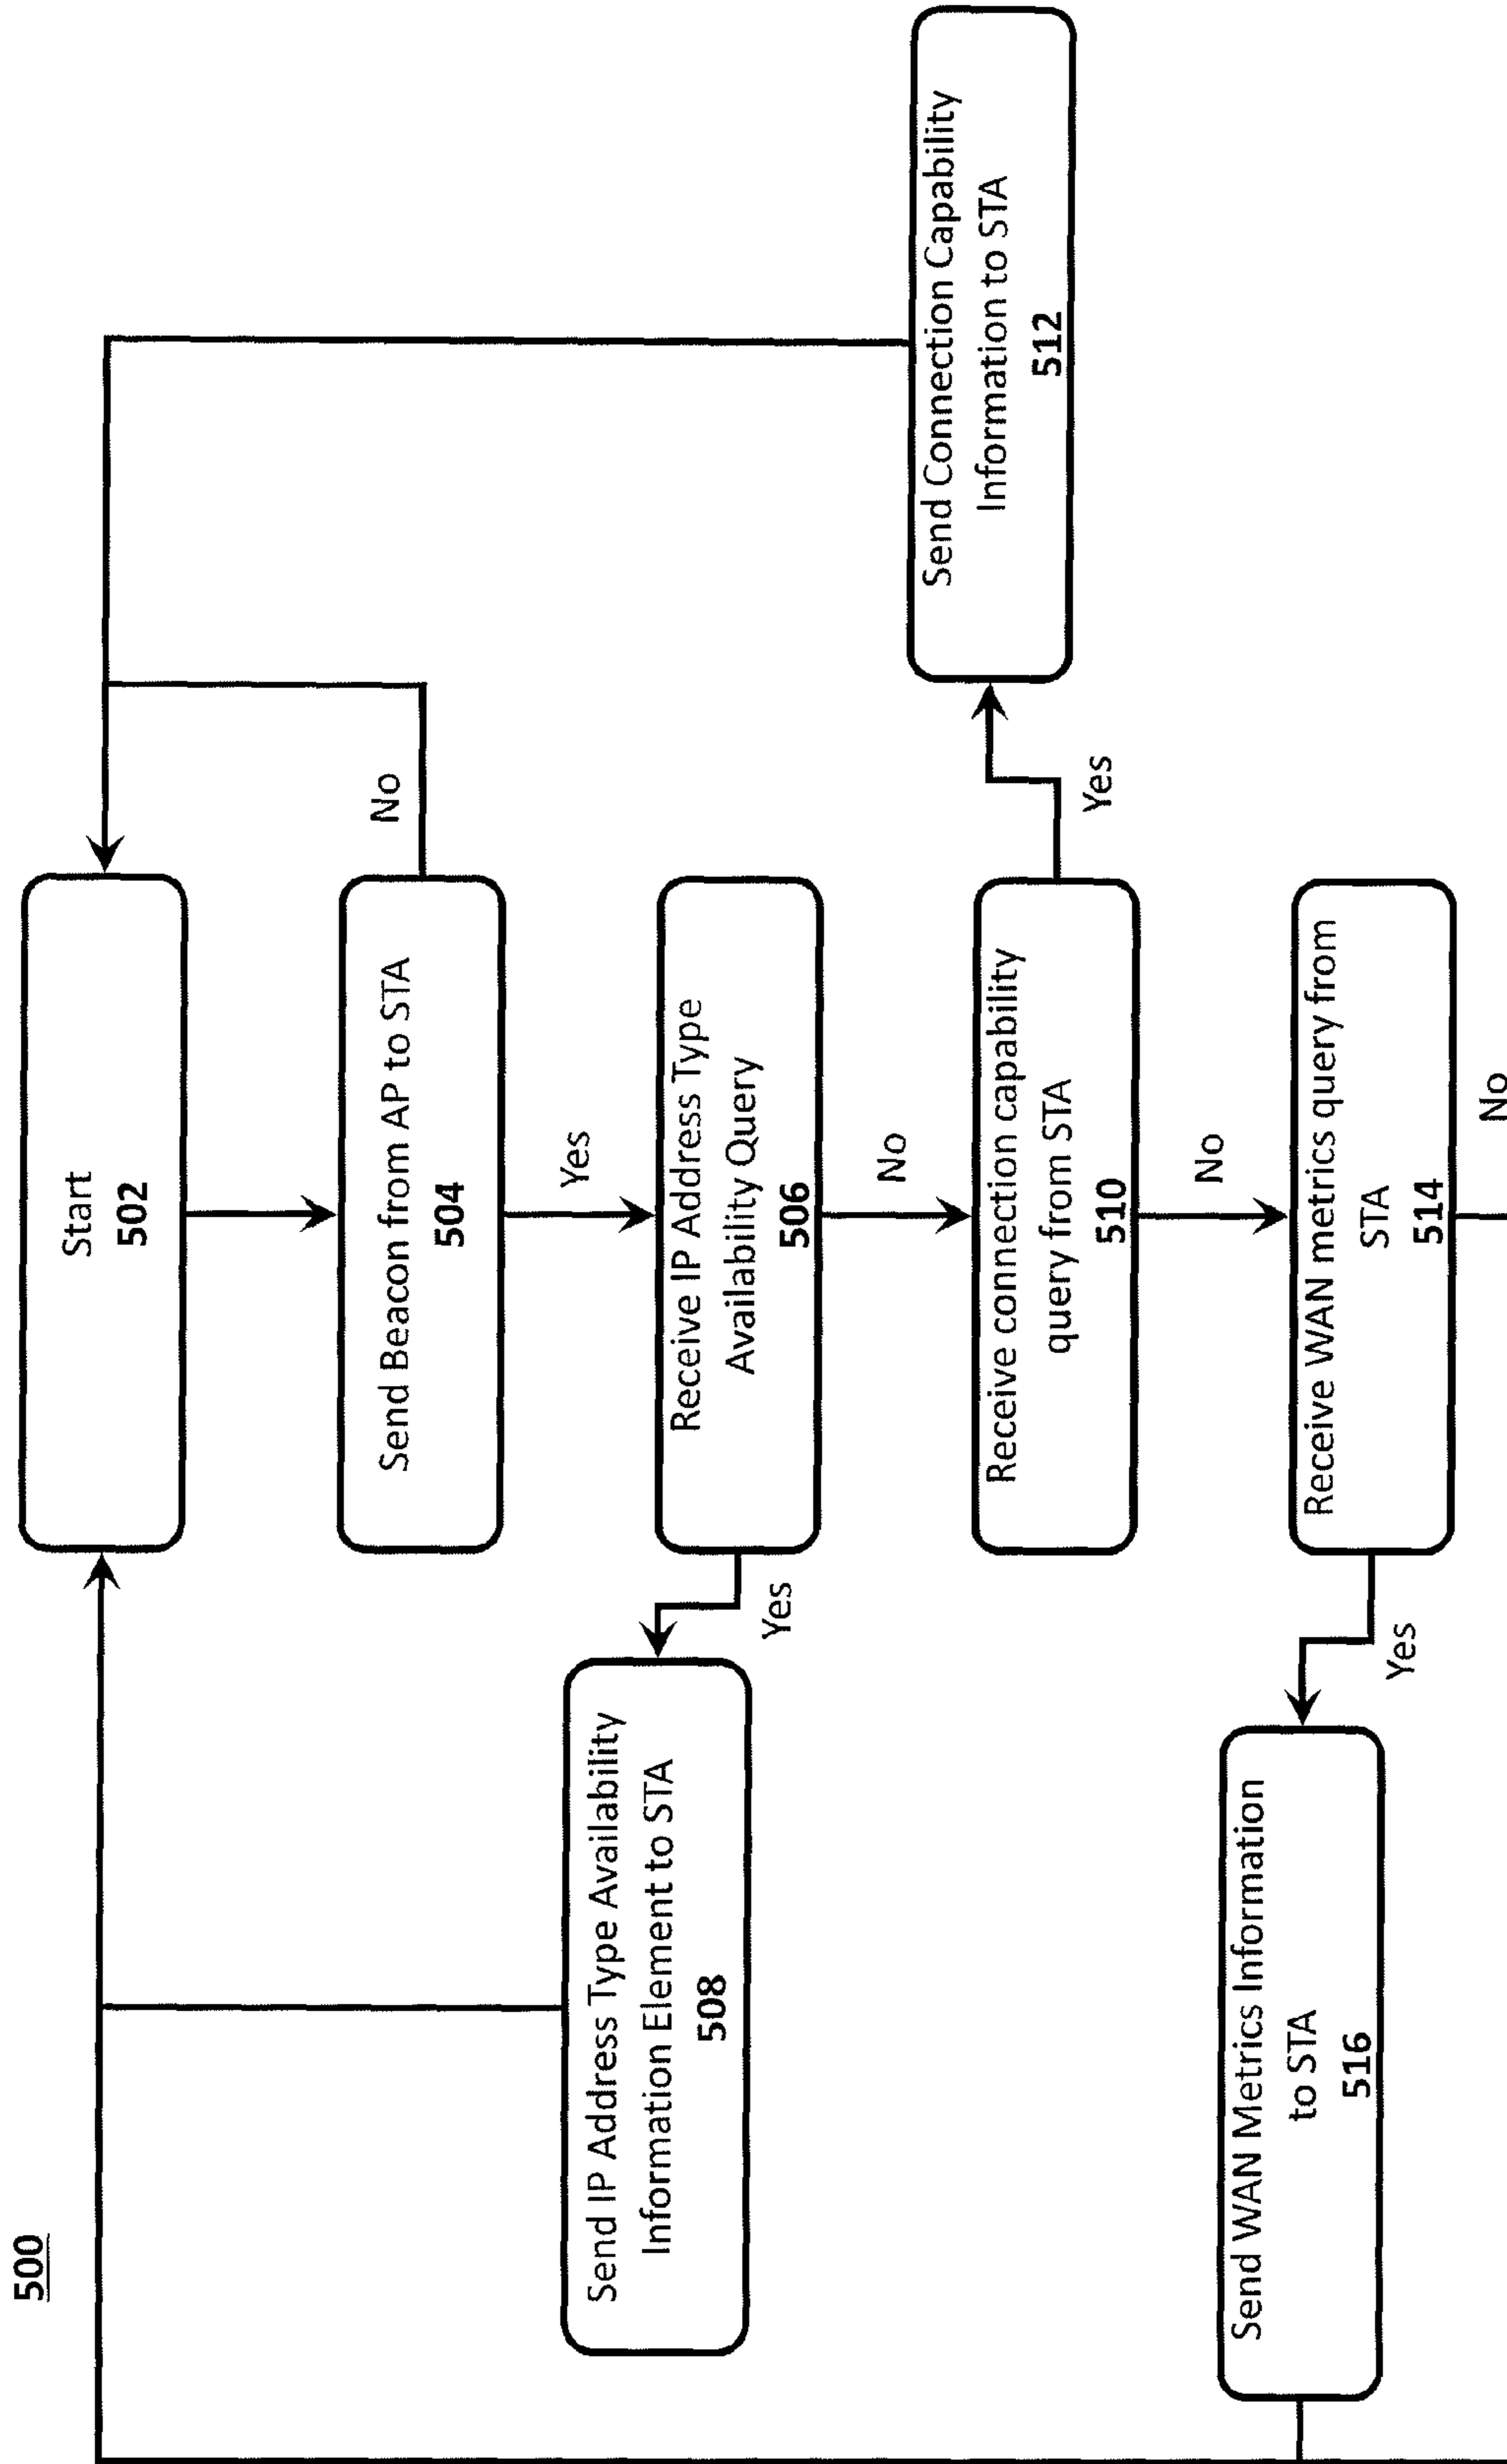 500
Start
502
Send Beacon from AP to STA
504
No
Yes
Receive IP Address Type
Availability Query
506
Yes
Send IP Address Type Availability
Information Element to STA
508
No
Receive connection capability
query from STA
510
Yes
Send Connection Capability
Information to STA
512
No
Receive WAN metrics query from
STA
514
Yes
Send WAN Metrics Information
to STA
516
No